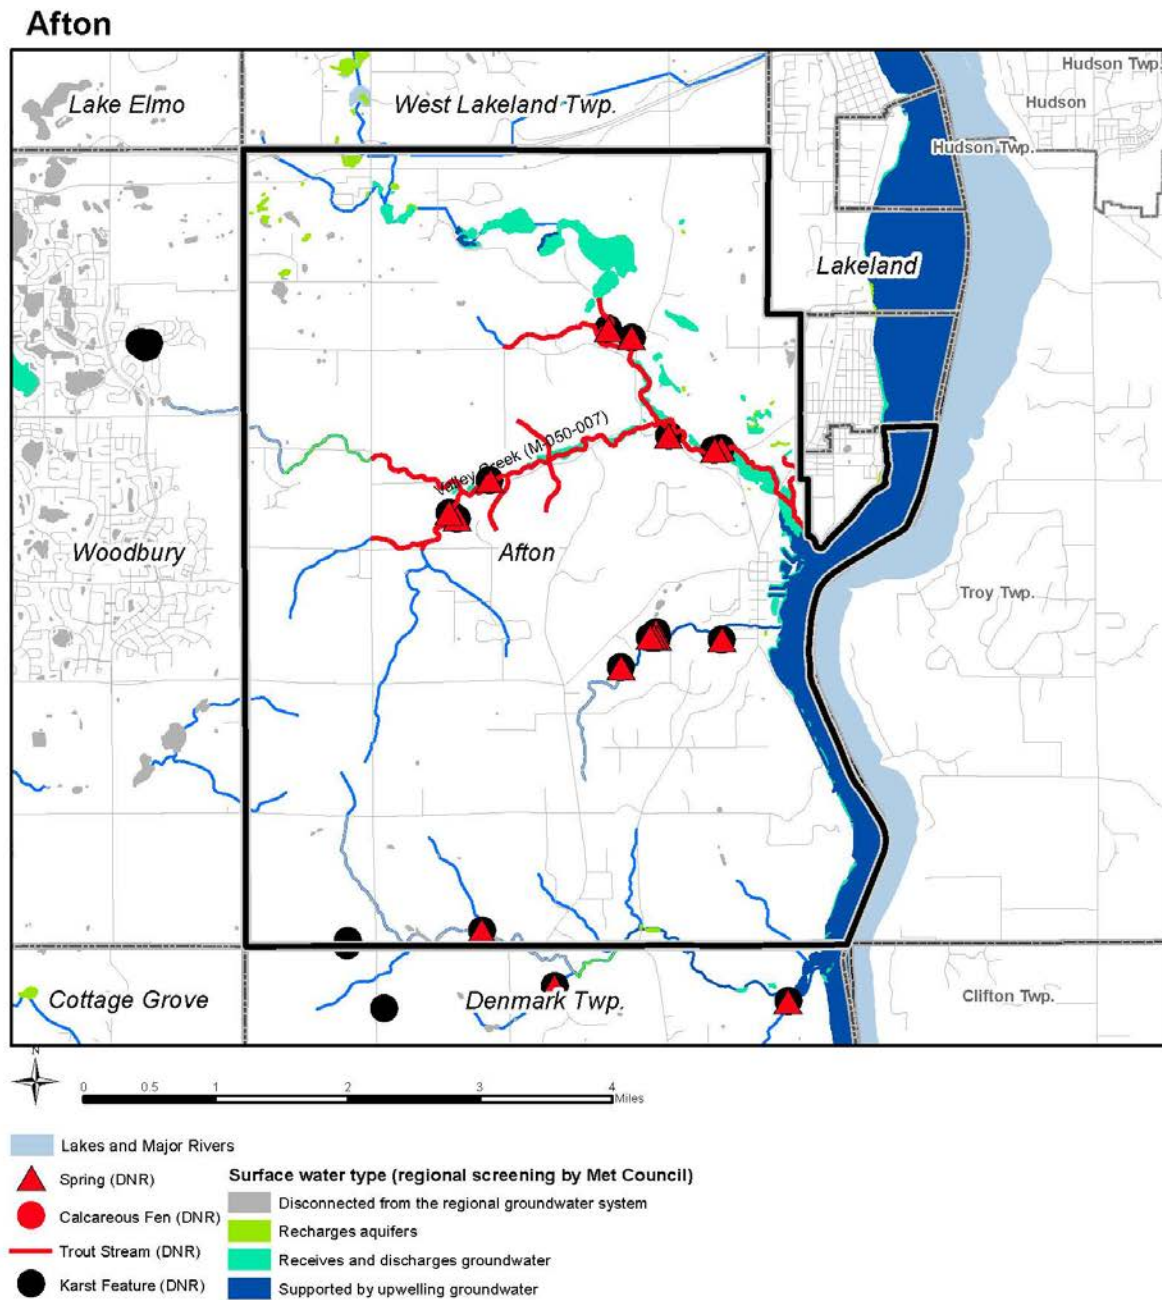 Afton
Hudson Twp.
Lake Elmo
West Lakeland Twp.
Hudson
Hudson Twp.
Lakeland
Valley Creek (M-050-007)
Woodbury
Afton
Troy Twp.
Cottage Grove
Denmark Twp.
Clifton Twp.
N
0 0.5 1 2 3 4
Miles
Lakes and Major Rivers
Spring (DNR)
Calcareous Fen (DNR)
Trout Stream (DNR)
Karst Feature (DNR)
Surface water type (regional screening by Met Council)
Disconnected from the regional groundwater system
Recharges aquifers
Receives and discharges groundwater
Supported by upwelling groundwater